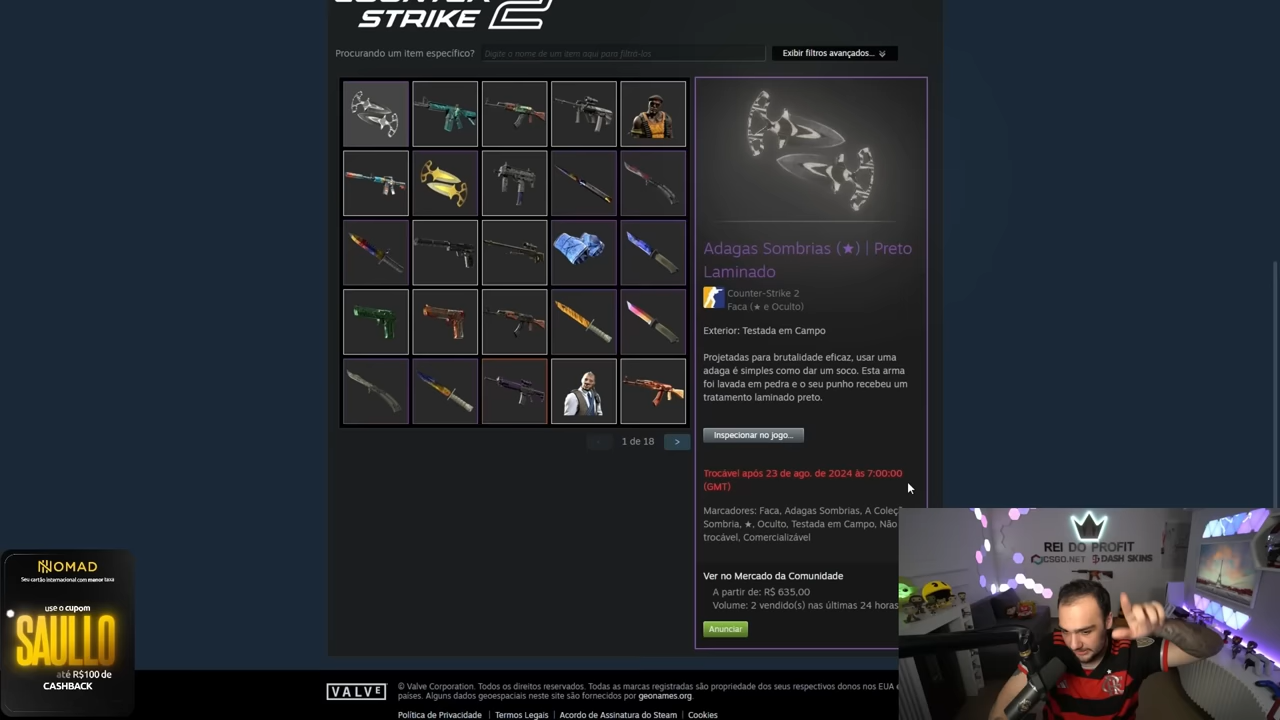 COUNTER
STRIKE 2
Procurando um item específico?
Digite o nome de um item aqui para filtrá-los
Exibir filtros avançados...
Adagas Sombrias (★) | Preto
Laminado
Counter-Strike 2
Faca (★ e Oculto)
Exterior: Testada em Campo
Projetadas para brutalidade eficaz, usar uma
adaga é simples como dar um soco. Esta arma
foi lavada em pedra e o seu punho recebeu um
tratamento laminado preto.
Inspecionar no jogo...
1 de 18 >
Trocável após 23 de ago. de 2024 às 7:00:00
(GMT)
Marcadores: Faca, Adagas Sombrias, A Coleç
Sombria, ★, Oculto, Testada em Campo, Não
trocável, Comercializável
Ver no Mercado da Comunidade
A partir de: R$ 635,00
Volume: 2 vendido(s) nas últimas 24 horas
Anunciar
REI DO PROFIT
CSGO.NET DASH SKINS
NOMAD
Seu cartão internacional com menor taxa
use o cupom
SAULLO
até R$100 de
CASHBACK
VALVE
© Valve Corporation. Todos os direitos reservados. Todas as marcas registradas são propriedade dos seus respectivos donos nos EUA e
países. Alguns dados geoespaciais neste site são fornecidos por geonames.org.
Política de Privacidade | Termos Legais | Acordo de Assinatura do Steam | Cookies